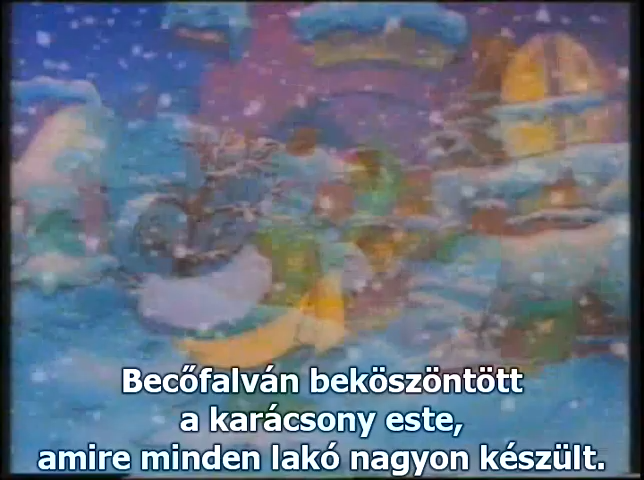 Becőfalván beköszöntött
a karácsony este,
amire minden lakó nagyon készült.